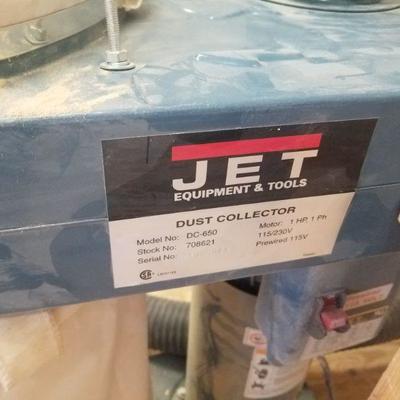 JET
EQUIPMENT & TOOLS
DUST COLLECTOR
Model No: DC-650 Motor: 1 HP, 1 Ph
Stock No: 708621 115/230V
Serial No: Prewired 115V